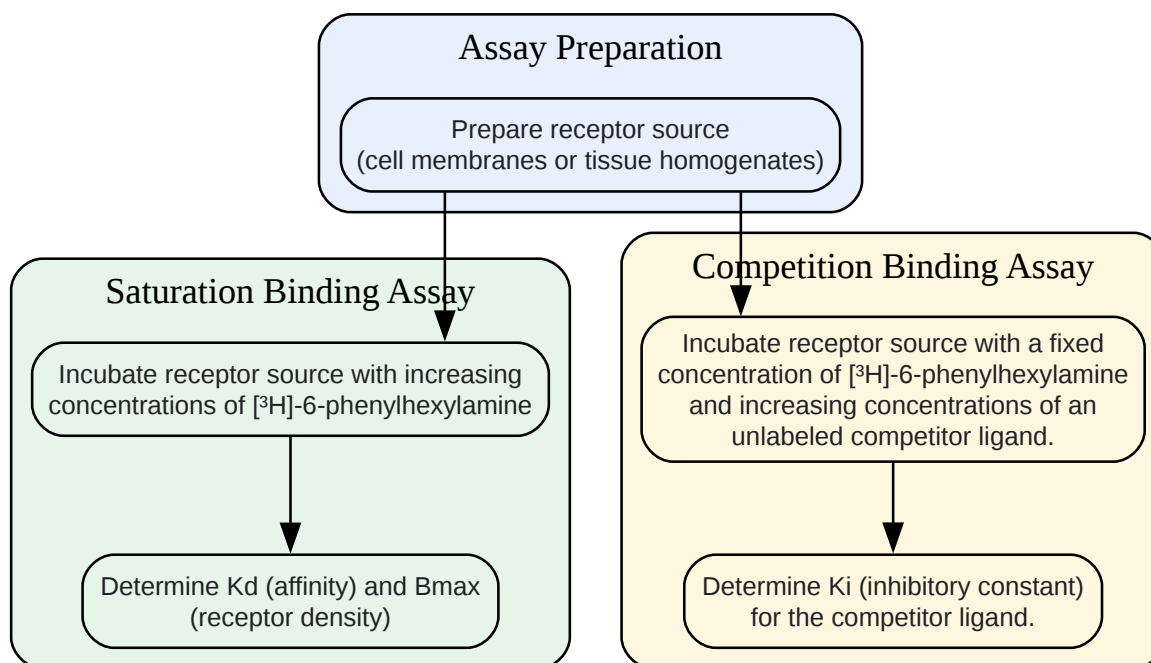 Assay Preparation
Prepare receptor source
(cell membranes or tissue homogenates)
Saturation Binding Assay
Incubate receptor source with increasing
concentrations of [³H]-6-phenylhexylamine
Determine Kd (affinity) and Bmax
(receptor density)
Competition Binding Assay
Incubate receptor source with a fixed
concentration of [³H]-6-phenylhexylamine
and increasing concentrations of an
unlabeled competitor ligand.
Determine Ki (inhibitory constant)
for the competitor ligand.